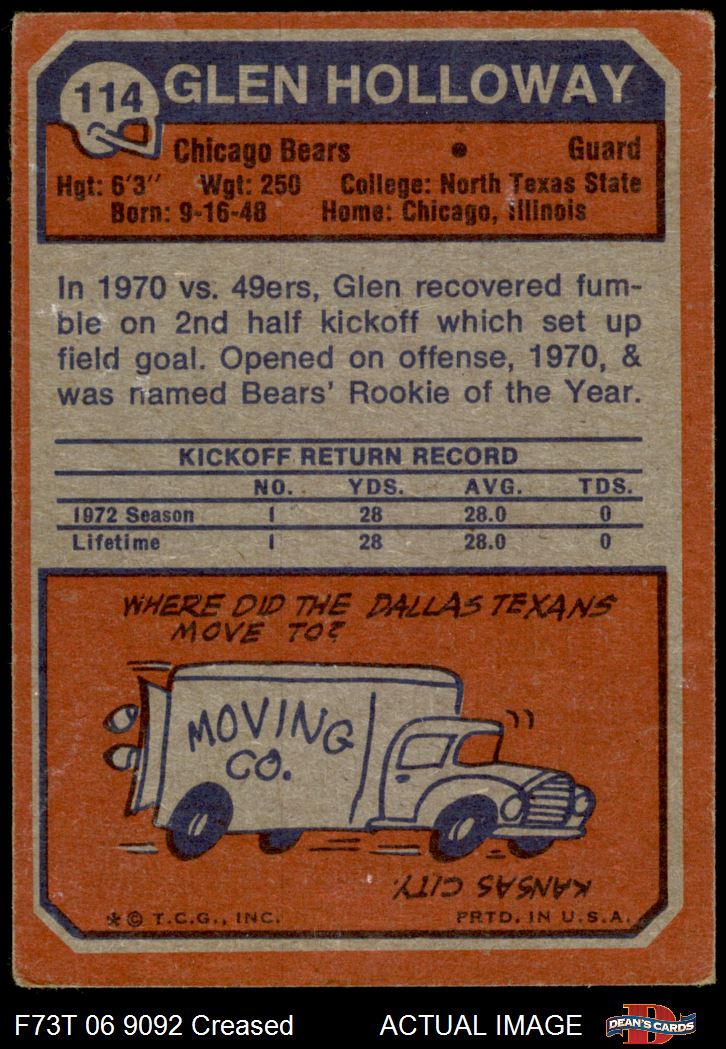 114 GLEN HOLLOWAY
Chicago Bears • Guard
Hgt: 6'3" Wgt: 250 College: North Texas State
Born: 9-16-48 Home: Chicago, Illinois
In 1970 vs. 49ers, Glen recovered fum-
ble on 2nd half kickoff which set up
field goal. Opened on offense, 1970, &
was named Bears' Rookie of the Year.
KICKOFF RETURN RECORD
NO. YDS. AVG. TDS.
1972 Season 1 28 28.0 0
Lifetime 1 28 28.0 0
WHERE DID THE DALLAS TEXANS
MOVE TO?
MOVING
CO.
KANSAS CITY.
* © T.C.G., INC. PRTD. IN U.S.A.
F73T 06 9092 Creased ACTUAL IMAGE
D
DEAN'S CARDS